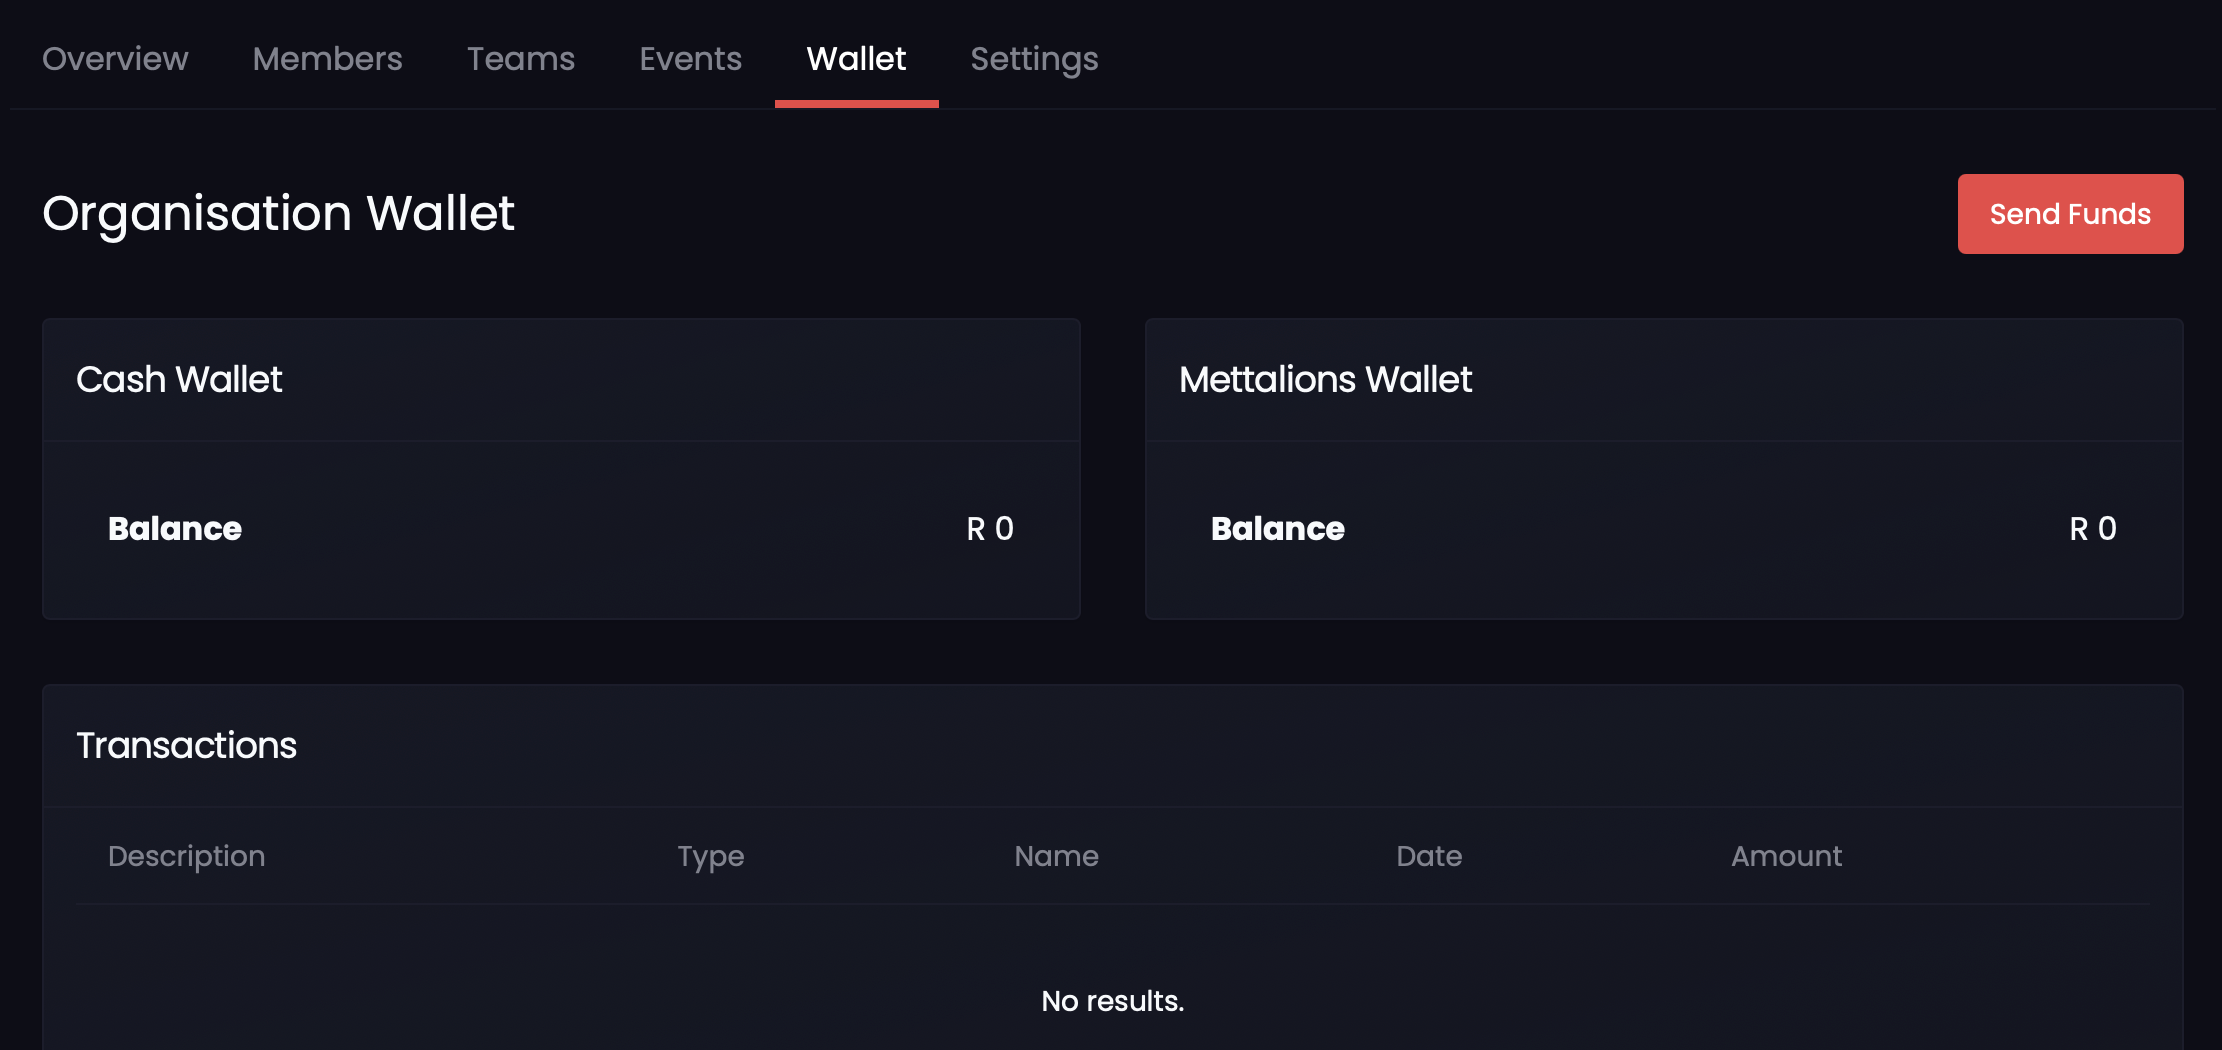 Overview Members Teams Events Wallet Settings
Organisation Wallet
Send Funds
Cash Wallet
Balance R 0
Mettalions Wallet
Balance R 0
Transactions
Description Type Name Date Amount
No results.